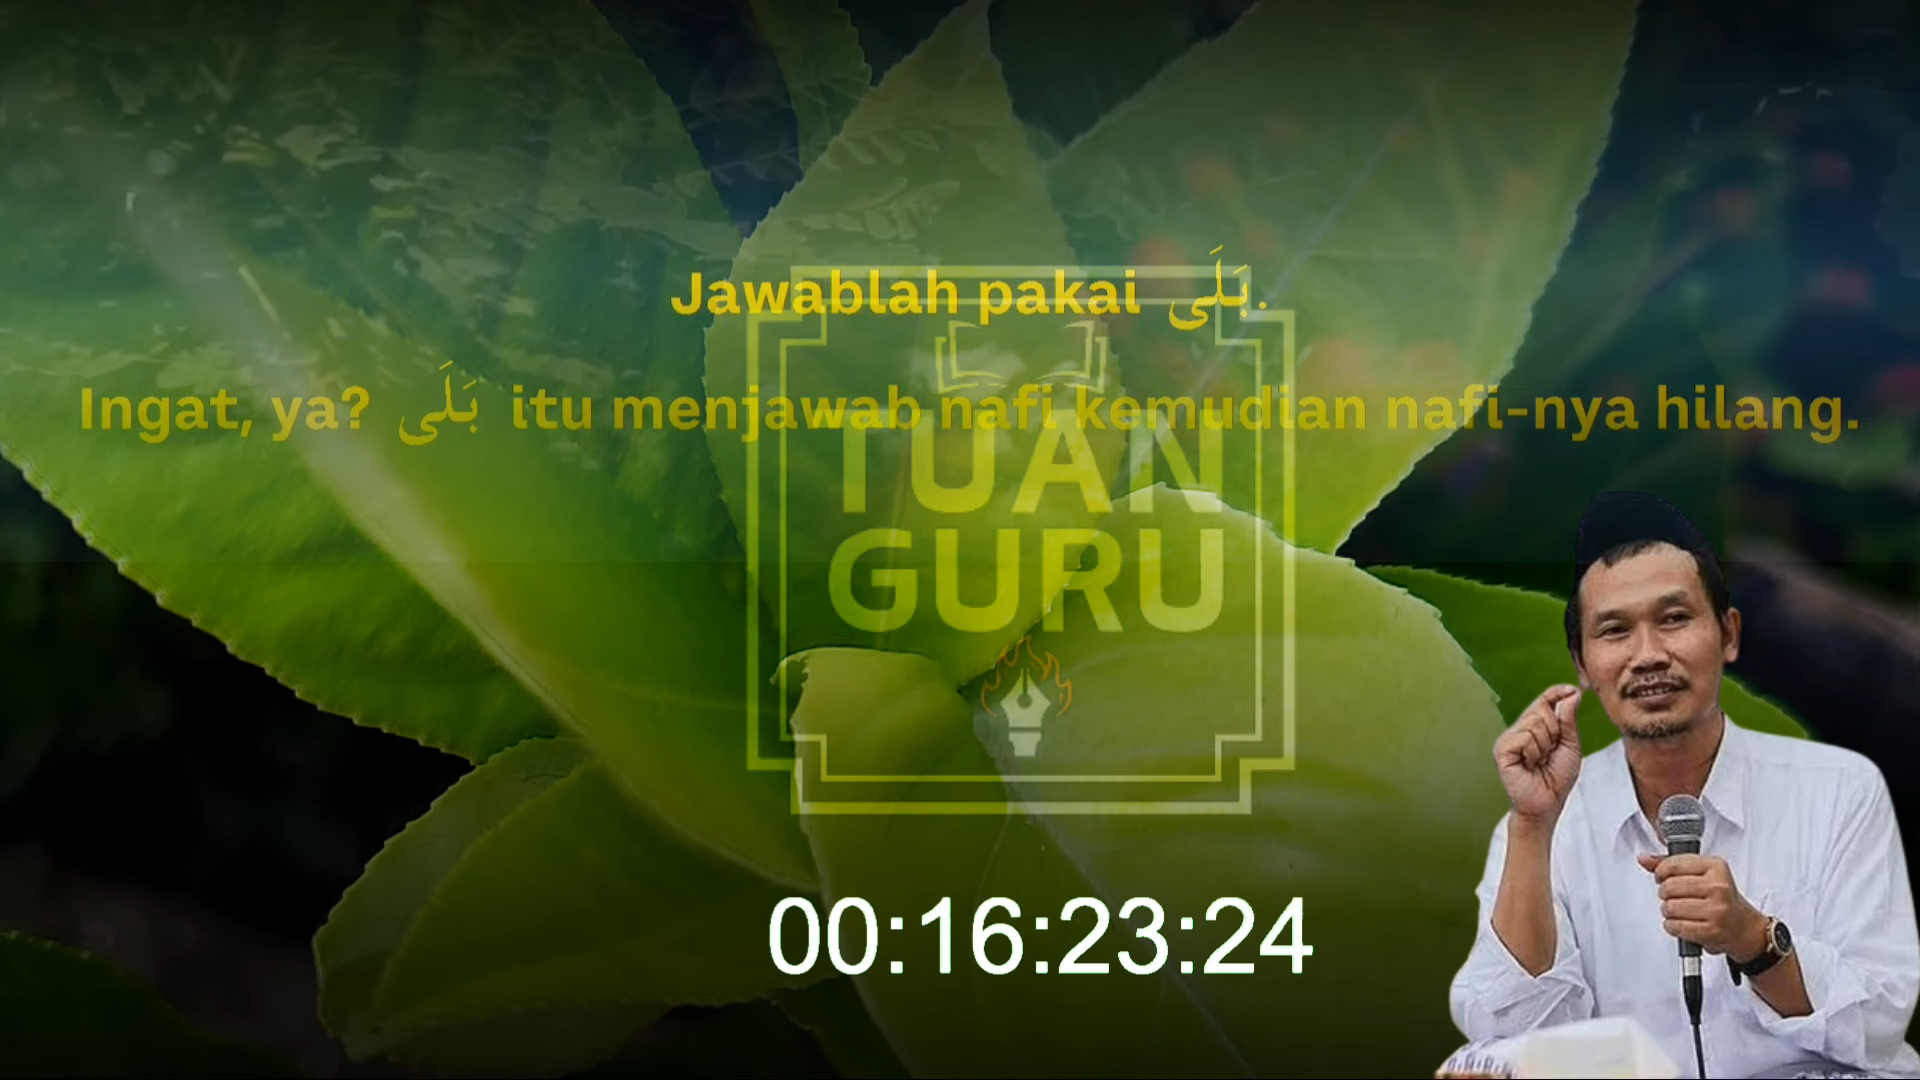 Jawablah pakai بَلَى.
Ingat, ya? بَلَى itu menjawab nafi kemudian nafi-nya hilang.
TUAN
GURU
00:16:23:24